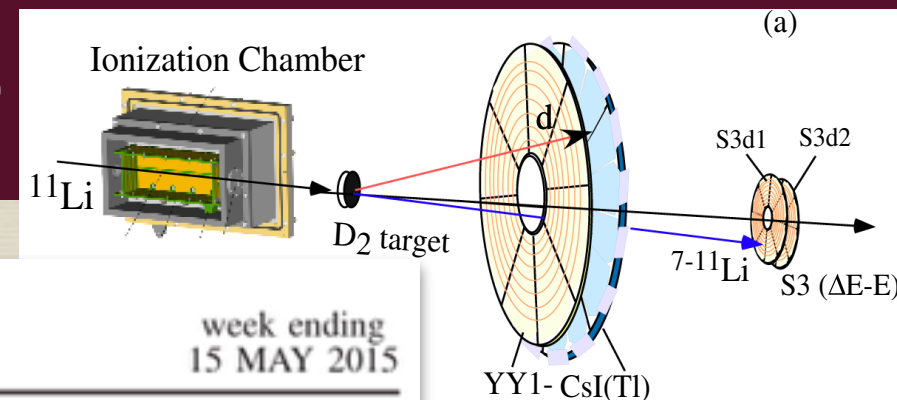 (a)
Ionization Chamber
d
S3d1
S3d2
¹¹Li
D₂ target
⁷⁻¹¹Li
S3 (ΔE-E)
week ending
15 MAY 2015
YY1- CsI(Tl)